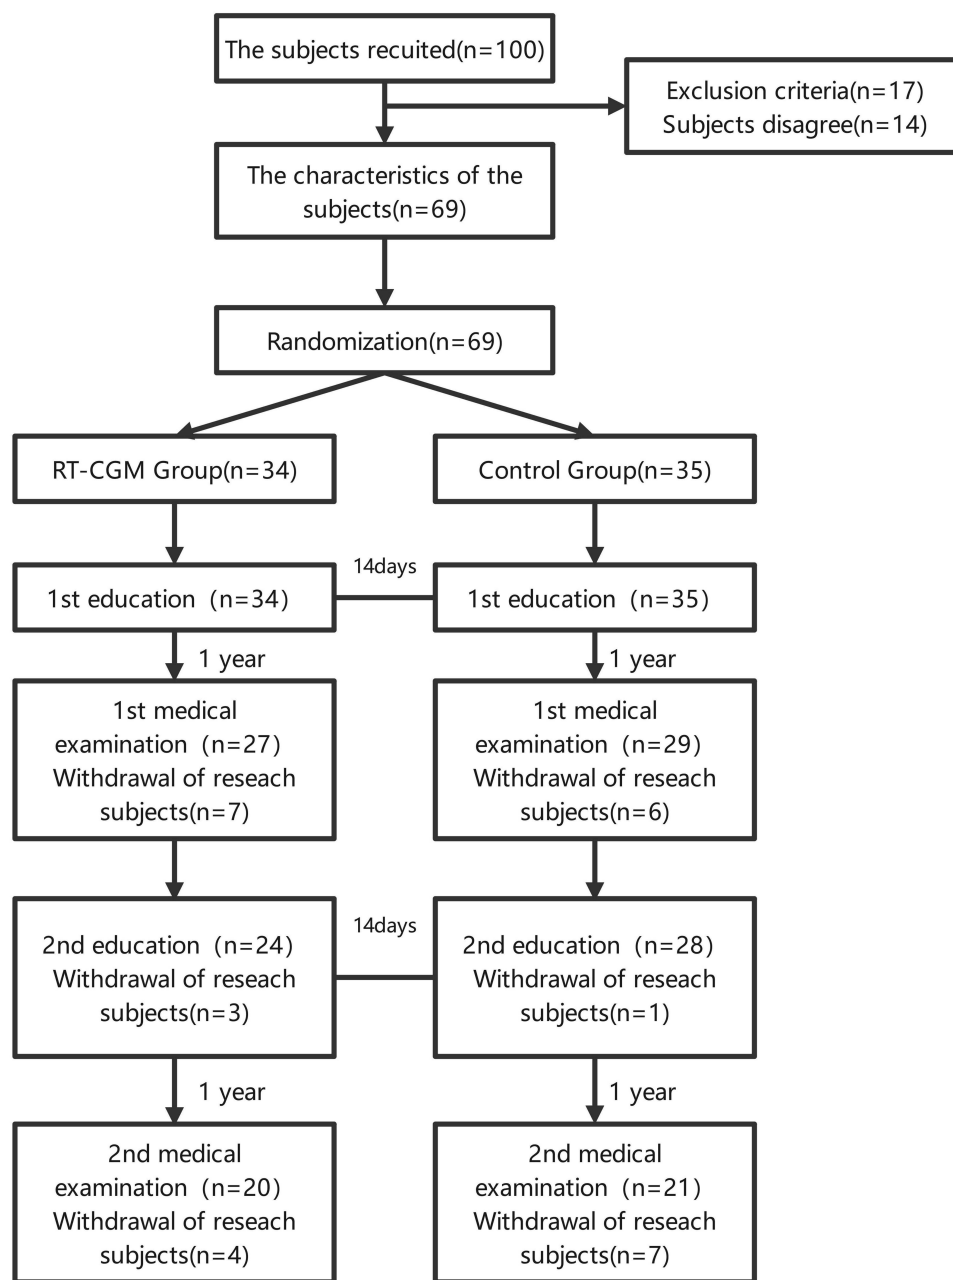 The subjects recuited(n=100)
Exclusion criteria(n=17)
Subjects disagree(n=14)
The characteristics of the
subjects(n=69)
Randomization(n=69)
RT-CGM Group(n=34)
Control Group(n=35)
14days
1st education（n=34）
1st education（n=35）
1 year
1 year
1st medical
examination（n=27）
Withdrawal of reseach
subjects(n=7)
1st medical
examination（n=29）
Withdrawal of reseach
subjects(n=6)
14days
2nd education（n=24）
Withdrawal of reseach
subjects(n=3)
2nd education（n=28）
Withdrawal of reseach
subjects(n=1)
1 year
1 year
2nd medical
examination（n=20）
Withdrawal of reseach
subjects(n=4)
2nd medical
examination（n=21）
Withdrawal of reseach
subjects(n=7)